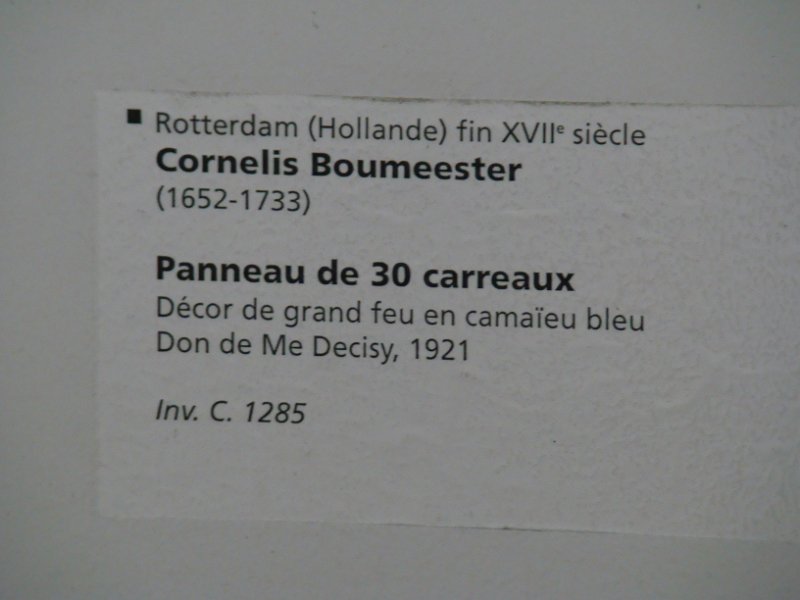 ■ Rotterdam (Hollande) fin XVIIᵉ siècle
Cornelis Boumeester
(1652-1733)
Panneau de 30 carreaux
Décor de grand feu en camaïeu bleu
Don de Me Decisy, 1921
Inv. C. 1285